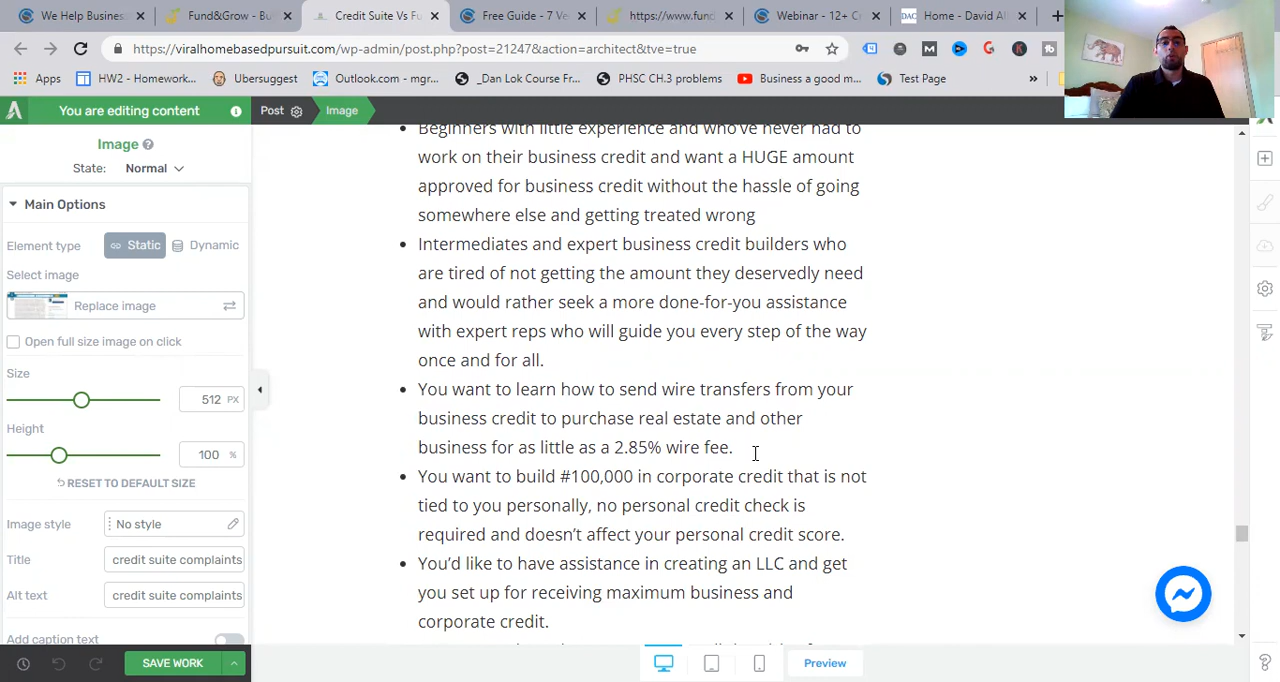 We Help Busines
Fund&Grow - Bu
Credit Suite Vs Fu
Free Guide - 7 Ve
https://www.fund
Webinar - 12+ Cr
DAC
Home - David Al
https://viralhomebasedpursuit.com/wp-admin/post.php?post=21247&action=architect&tve=true
Apps
HW2 - Homework...
Ubersuggest
Outlook.com - mgr...
_Dan Lok Course Fr...
PHSC CH.3 problems
Business a good m...
Test Page
»
You are editing content
Post
Image
Image
State: Normal
Main Options
Element type
Static
Dynamic
Select image
Replace image
Open full size image on click
Size
512 PX
Height
100 %
RESET TO DEFAULT SIZE
Image style
No style
Title
credit suite complaints
Alt text
credit suite complaints
Add caption text
SAVE WORK
Beginners with little experience and who've never had to
work on their business credit and want a HUGE amount
approved for business credit without the hassle of going
somewhere else and getting treated wrong
Intermediates and expert business credit builders who
are tired of not getting the amount they deservedly need
and would rather seek a more done-for-you assistance
with expert reps who will guide you every step of the way
once and for all.
You want to learn how to send wire transfers from your
business credit to purchase real estate and other
business for as little as a 2.85% wire fee.
You want to build #100,000 in corporate credit that is not
tied to you personally, no personal credit check is
required and doesn't affect your personal credit score.
You'd like to have assistance in creating an LLC and get
you set up for receiving maximum business and
corporate credit.
Preview